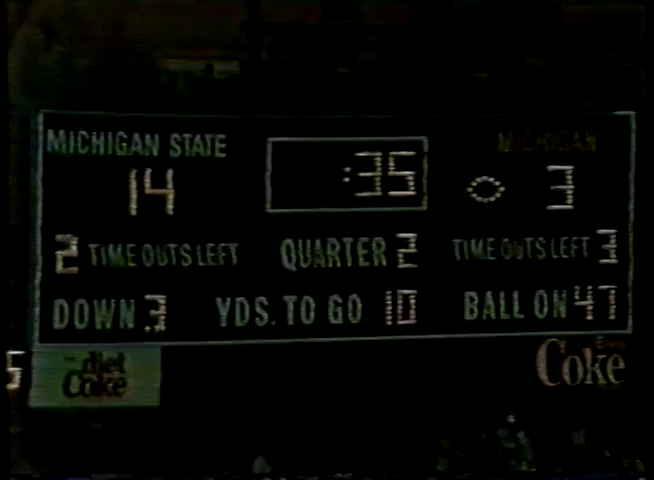 MICHIGAN STATE :35 MICHIGAN
14 3
2 TIME OUTS LEFT QUARTER 2 TIME OUTS LEFT 3
DOWN 3 YDS. TO GO 10 BALL ON 47
5 diet Coke
Coke